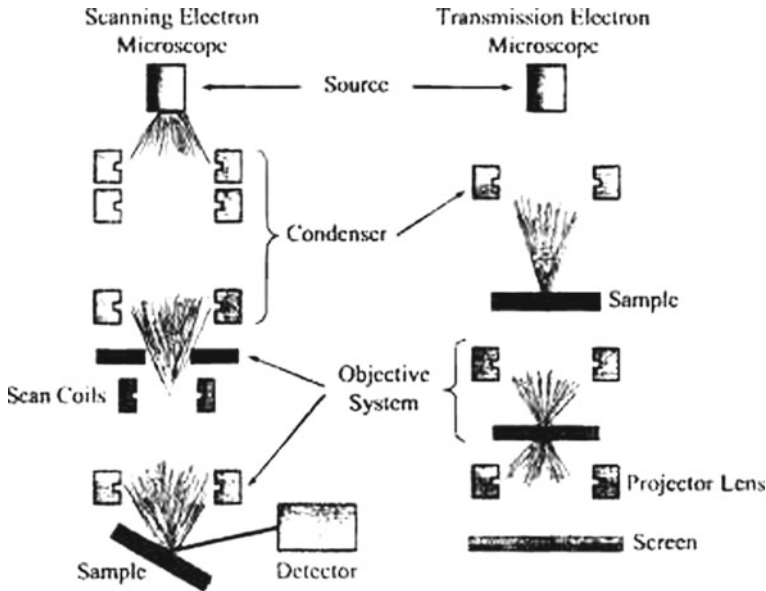 Scanning Electron
Microscope
Transmission Electron
Microscope
Source
Condenser
Sample
Objective
System
Scan Coils
Projector Lens
Screen
Sample
Detector